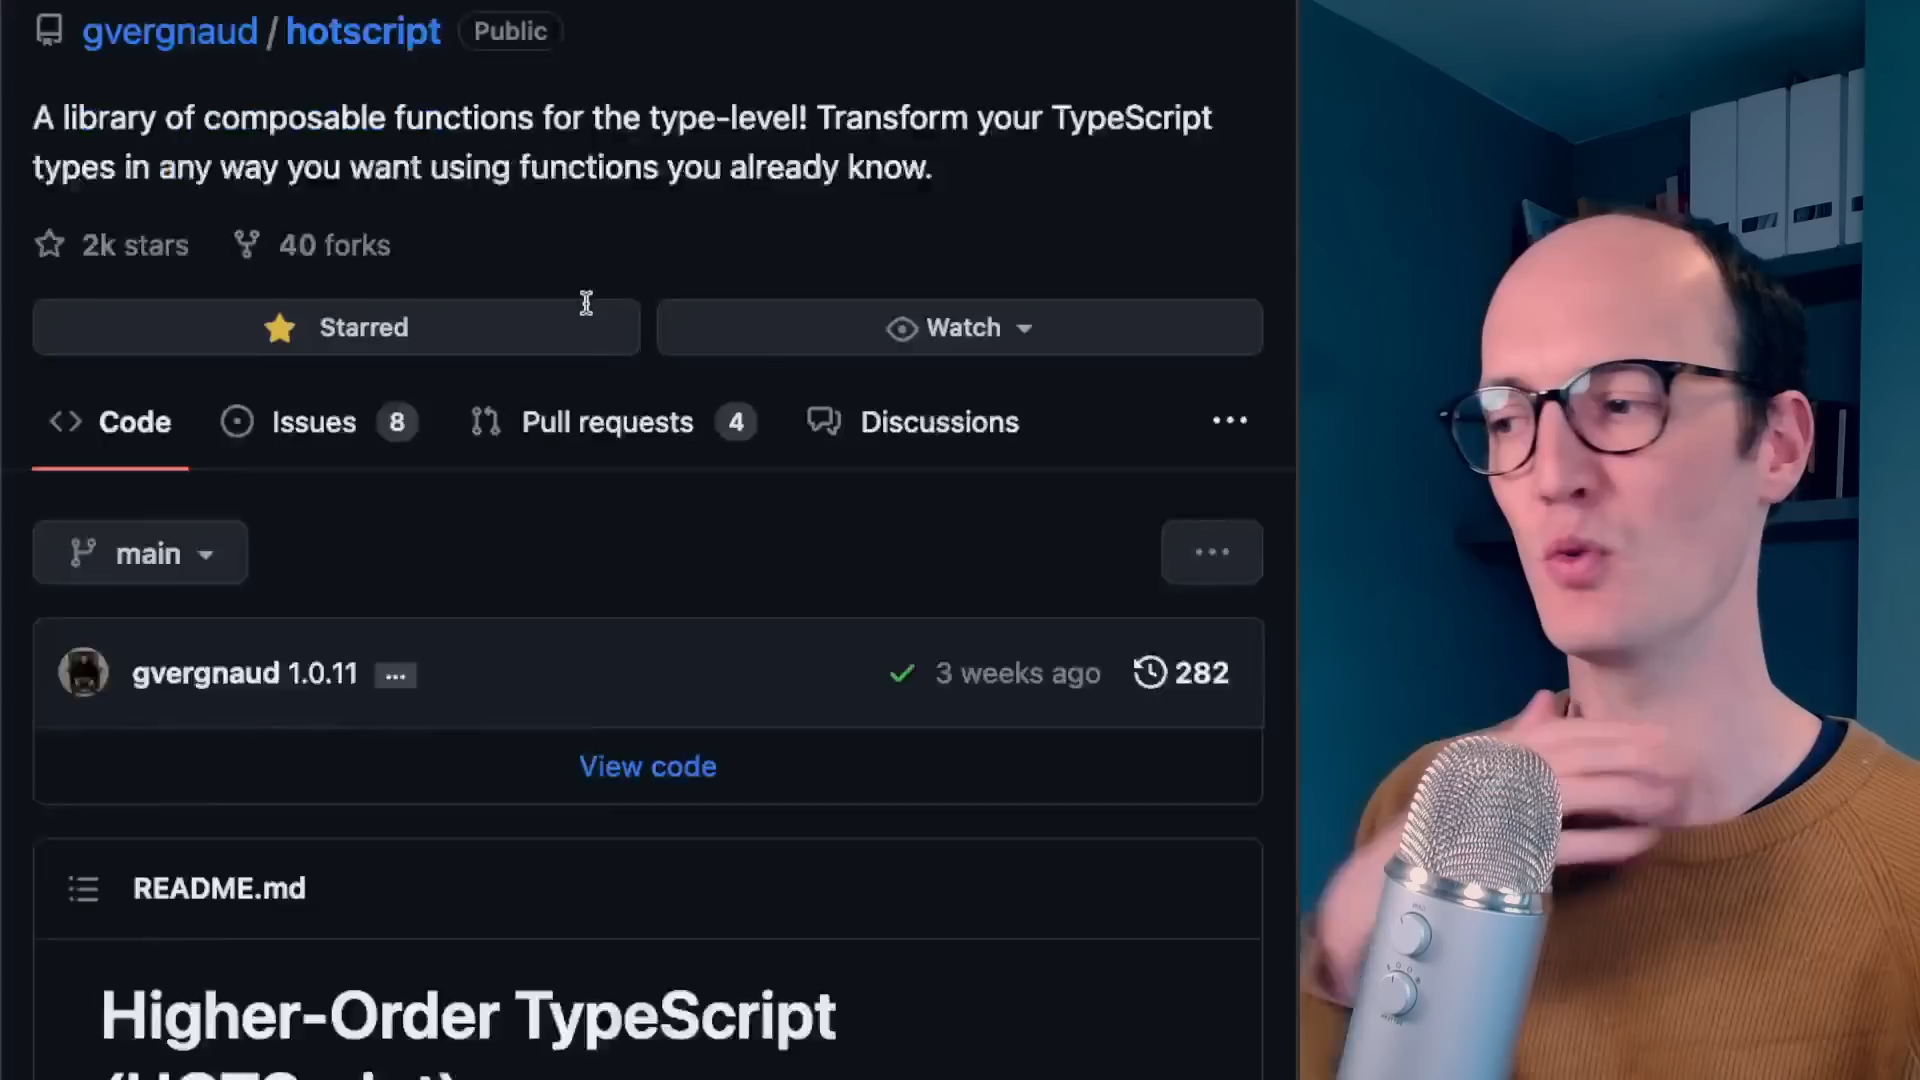 gvergnaud / hotscript Public
A library of composable functions for the type-level! Transform your TypeScript
types in any way you want using functions you already know.
2k stars 40 forks
Starred Watch
Code Issues 8 Pull requests 4 Discussions
main
gvergnaud 1.0.11 3 weeks ago 282
View code
README.md
Higher-Order TypeScript
(HOTScript)